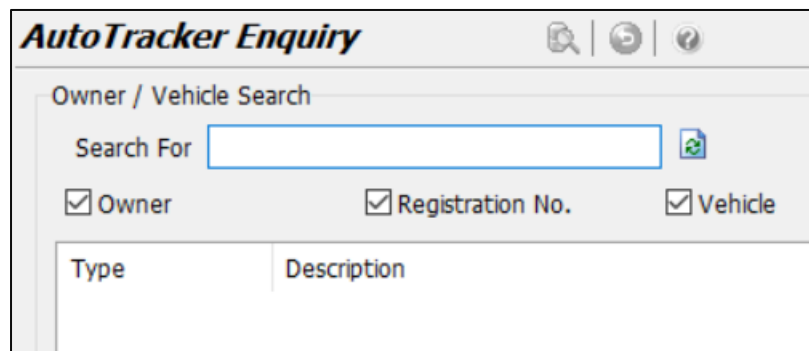 AutoTracker Enquiry
Owner / Vehicle Search
Search For
Owner Registration No. Vehicle
Type Description